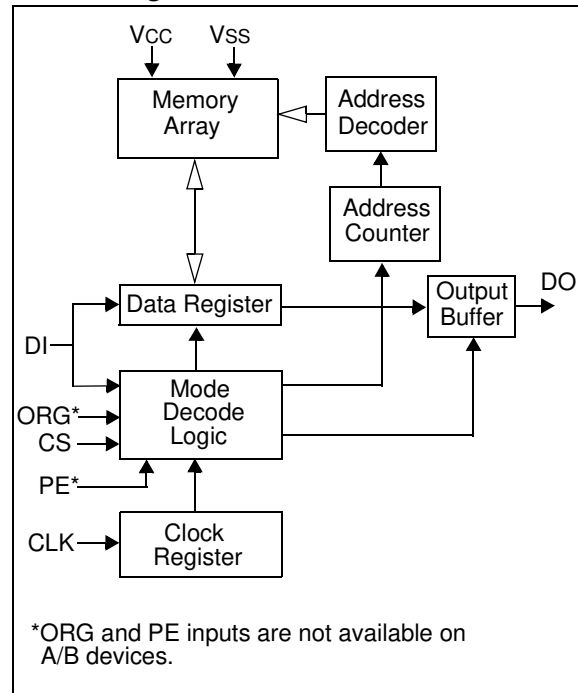 VCC
VSS
Memory
Array
Address
Decoder
Address
Counter
Data Register
Output
Buffer
DO
DI
Mode
Decode
Logic
ORG*
CS
PE*
CLK
Clock
Register
*ORG and PE inputs are not available on
A/B devices.